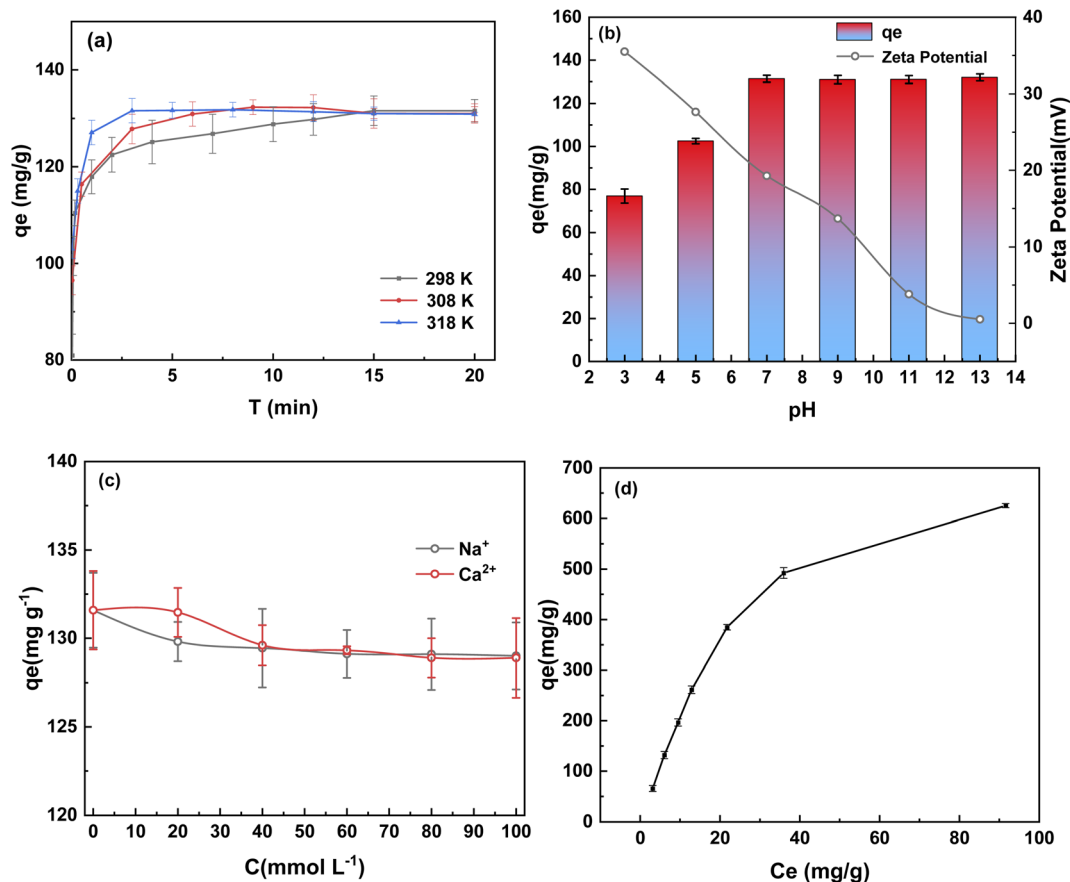 (a)
150
140
130
120
110
100
80
qe (mg/g)
298 K
308 K
318 K
0
5
10
15
20
T (min)
(b)
qe
Zeta Potential
160
140
120
100
80
60
40
20
0
qe(mg/g)
40
30
20
10
0
Zeta Potential(mV)
2 3 4 5 6 7 8 9 10 11 12 13 14
pH
(c)
140
135
130
125
120
qe(mg g⁻¹)
Na⁺
Ca²⁺
0 10 20 30 40 50 60 70 80 90 100
C(mmol L⁻¹)
(d)
700
600
500
400
300
200
100
0
qe(mg/g)
0 20 40 60 80 100
Ce (mg/g)